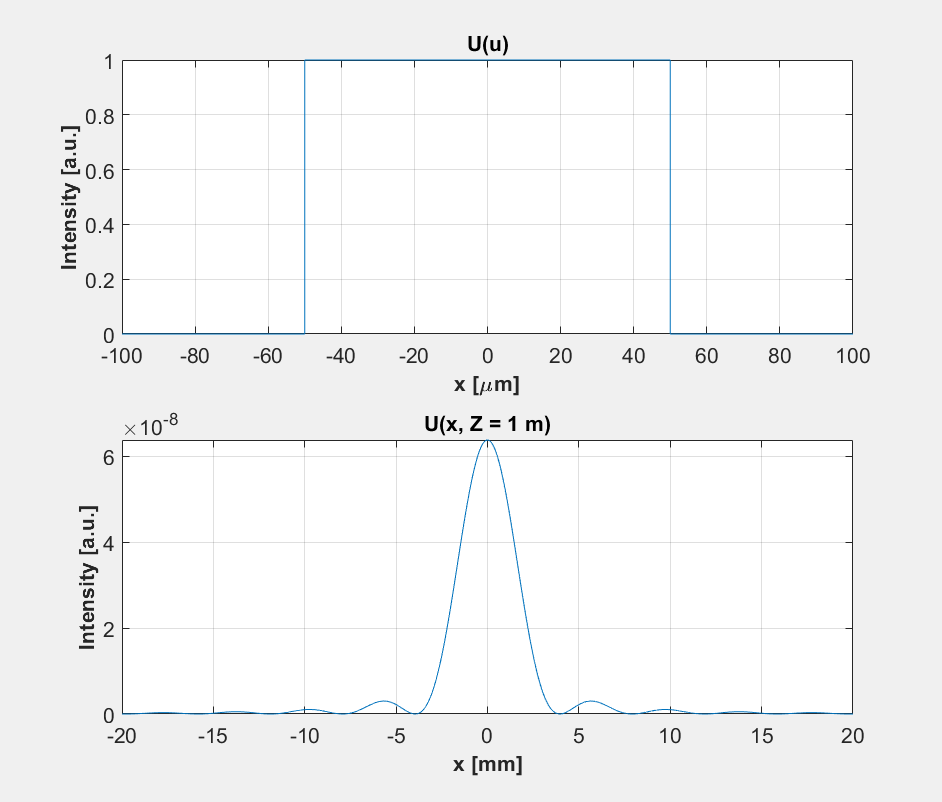 U(u)
Intensity [a.u.]
1
0.8
0.6
0.4
0.2
0
-100 -80 -60 -40 -20 0 20 40 60 80 100
x [μm]
U(x, Z = 1 m)
×10-8
Intensity [a.u.]
6
4
2
0
-20 -15 -10 -5 0 5 10 15 20
x [mm]